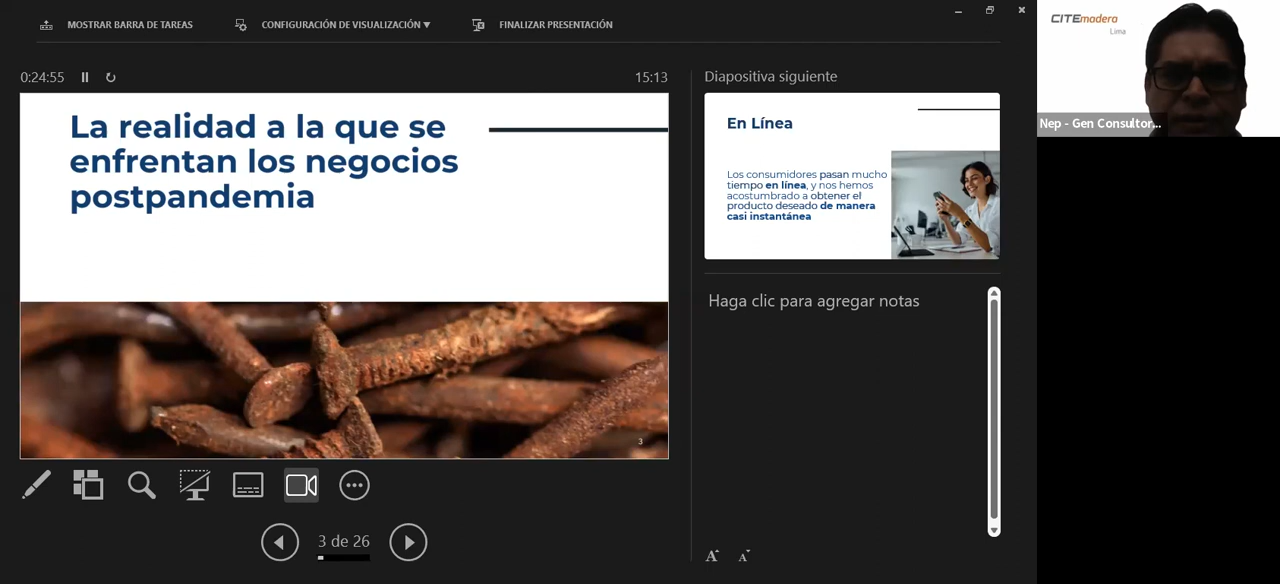 MOSTRAR BARRA DE TAREAS
CONFIGURACIÓN DE VISUALIZACIÓN ▼
FINALIZAR PRESENTACIÓN
0:24:55
15:13
La realidad a la que se
enfrentan los negocios
postpandemia
3
3 de 26
Diapositiva siguiente
En Línea
Los consumidores pasan mucho
tiempo en línea, y nos hemos
acostumbrado a obtener el
producto deseado de manera
casi instantánea
Haga clic para agregar notas
A A
CITEmadera
Lima
Nep - Gen Consultor...